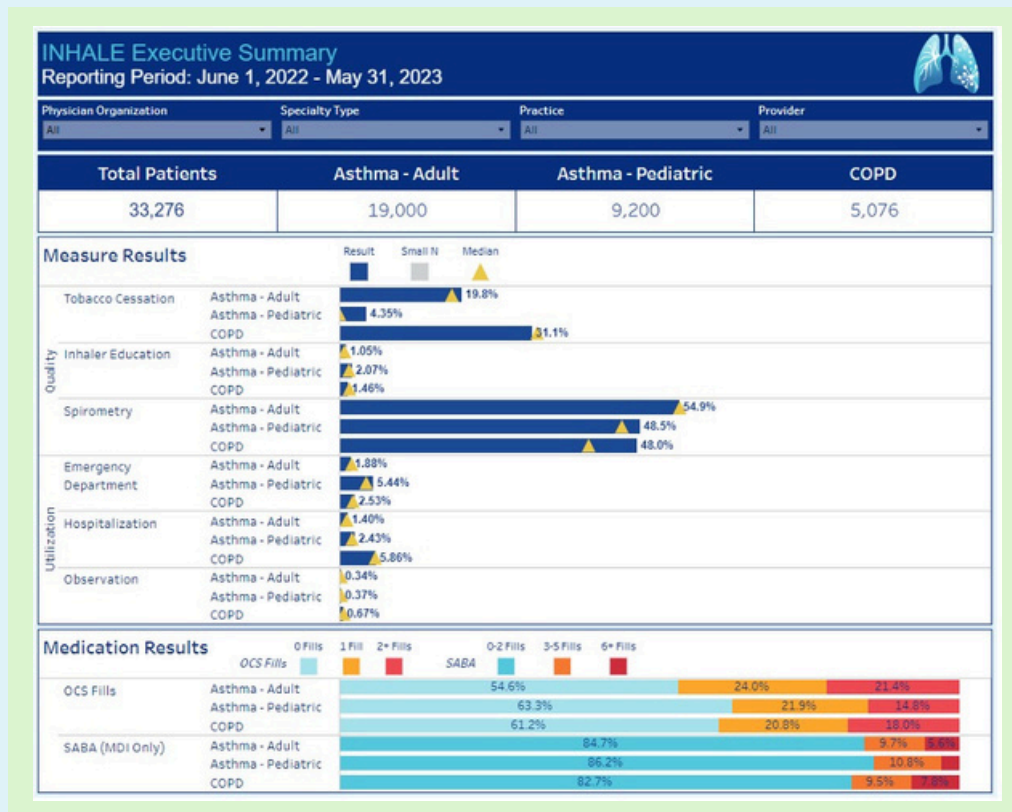 INHALE Executive Summary
Reporting Period: June 1, 2022 - May 31, 2023
Physician Organization Specialty Type Practice Provider
All All All All
Total Patients Asthma - Adult Asthma - Pediatric COPD
33,276 19,000 9,200 5,076
Measure Results Result Small N Median
Quality
Tobacco Cessation Asthma - Adult 19.8%
Asthma - Pediatric 4.35%
COPD 31.1%
Inhaler Education Asthma - Adult 1.05%
Asthma - Pediatric 2.07%
COPD 1.46%
Spirometry Asthma - Adult 54.9%
Asthma - Pediatric 48.5%
COPD 48.0%
Utilization
Emergency Asthma - Adult 1.88%
Department Asthma - Pediatric 5.44%
COPD 2.53%
Hospitalization Asthma - Adult 1.40%
Asthma - Pediatric 2.43%
COPD 5.86%
Observation Asthma - Adult 0.34%
Asthma - Pediatric 0.37%
COPD 0.67%
Medication Results 0 Fills 1 Fill 2+ Fills 0-2 Fills 3-5 Fills 6+ Fills
OCS Fills SABA
OCS Fills Asthma - Adult 54.6% 24.0% 21.4%
Asthma - Pediatric 63.3% 21.9% 14.8%
COPD 61.2% 20.8% 18.0%
SABA (MDI Only) Asthma - Adult 84.7% 9.7% 5.6%
Asthma - Pediatric 86.2% 10.8%
COPD 82.7% 9.5% 7.8%